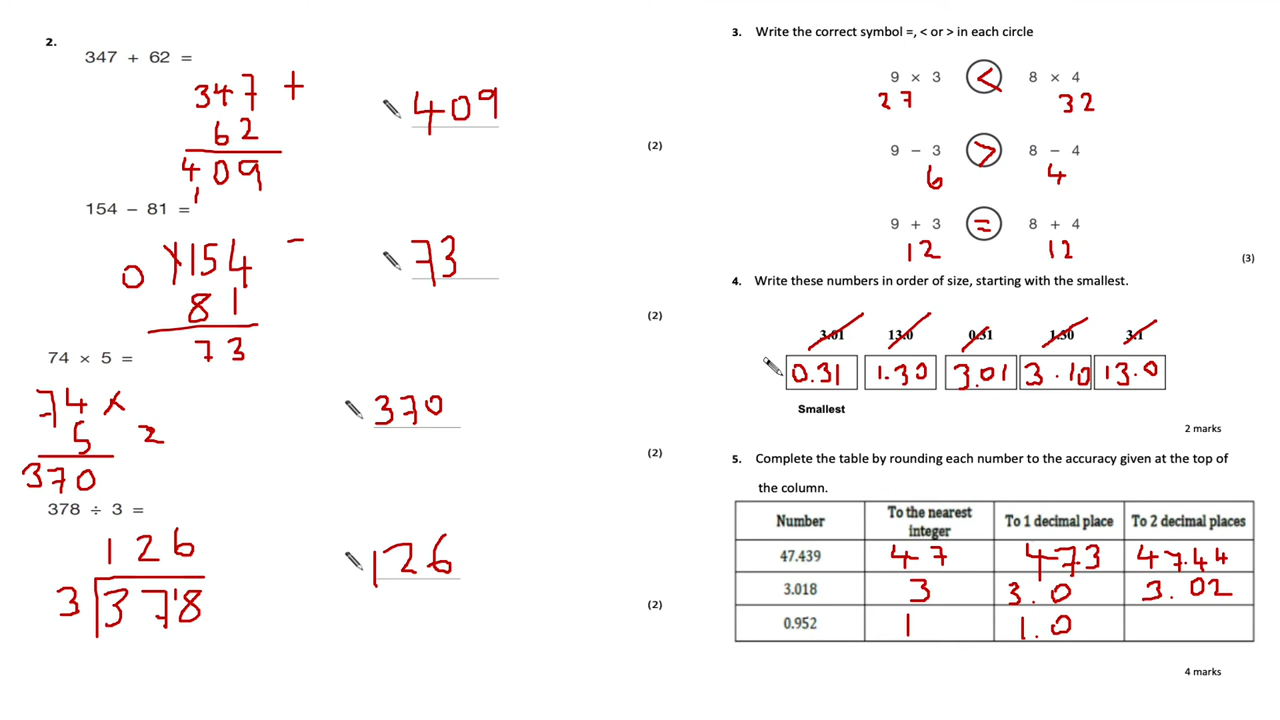 2.
347 + 62 =
347 +
62
409
1
409
(2)
154 – 81 =
0 1154 –
81
73
73
(2)
74 × 5 =
74 ×
5 2
370
370
(2)
378 ÷ 3 =
126
3 3718
126
(2)
3. Write the correct symbol =, < or > in each circle
9 × 3 < 8 × 4
27 32
9 – 3 > 8 – 4
6 4
9 + 3 = 8 + 4
12 12
(3)
4. Write these numbers in order of size, starting with the smallest.
3.01 13.0 0.31 1.30 3.1
0.31 1.30 3.01 3.10 13.0
Smallest
2 marks
5. Complete the table by rounding each number to the accuracy given at the top of
the column.
Number To the nearest integer To 1 decimal place To 2 decimal places
47.439 47 473 47.44
3.018 3 3.0 3.02
0.952 1 1.0
4 marks